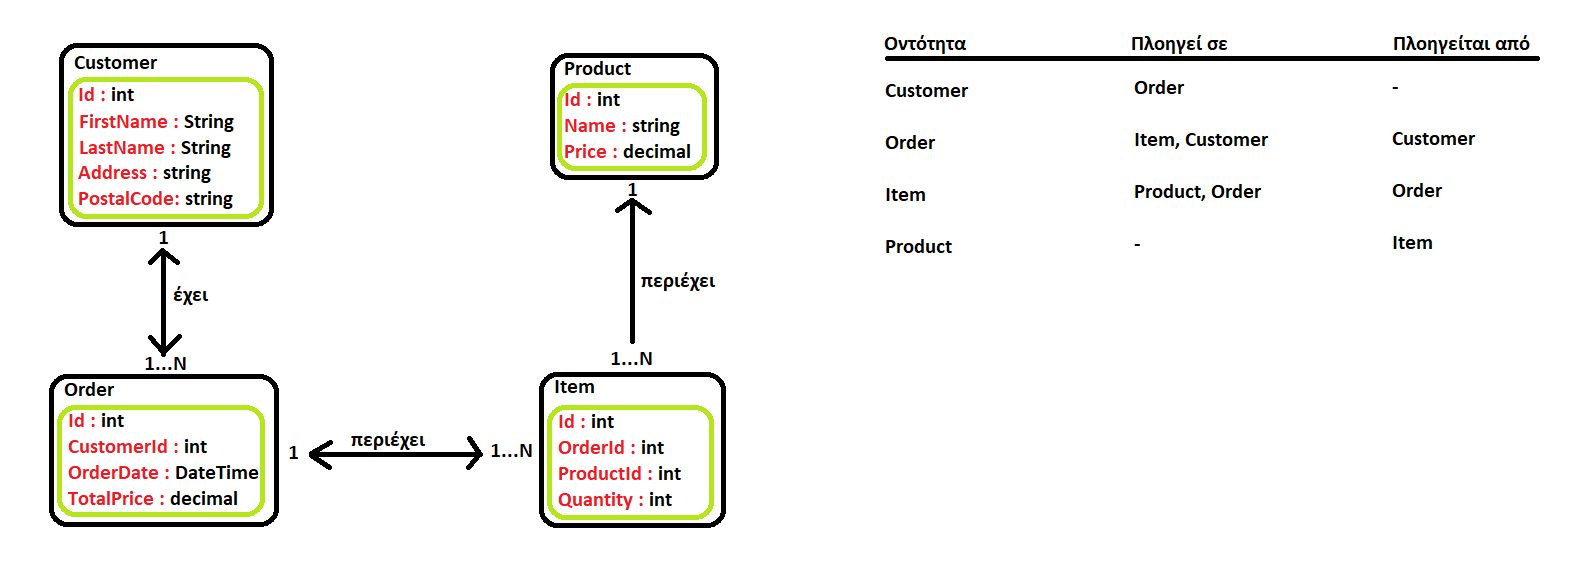 Customer
Id : int
FirstName : String
LastName : String
Address : string
PostalCode: string
1
έχει
1...N
Order
Id : int
CustomerId : int
OrderDate : DateTime
TotalPrice : decimal
1
περιέχει
1...N
Product
Id : int
Name : string
Price : decimal
1
περιέχει
1...N
Item
Id : int
OrderId : int
ProductId : int
Quantity : int
Οντότητα Πλοηγεί σε Πλοηγείται από
Customer Order -
Order Item, Customer Customer
Item Product, Order Order
Product - Item